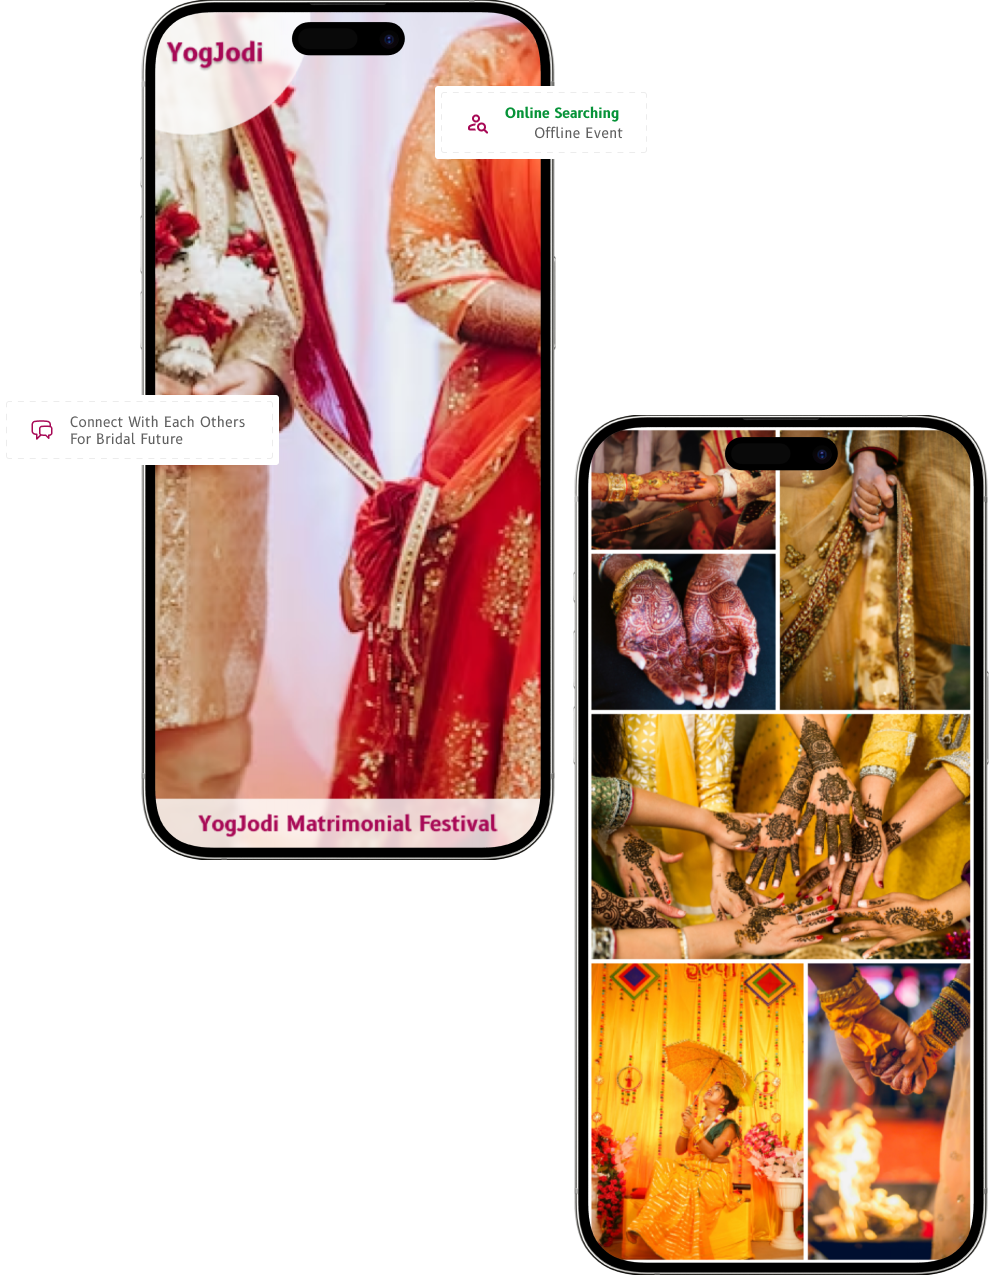 YogJodi
Online Searching
Offline Event
Connect With Each Others
For Bridal Future
YogJodi Matrimonial Festival